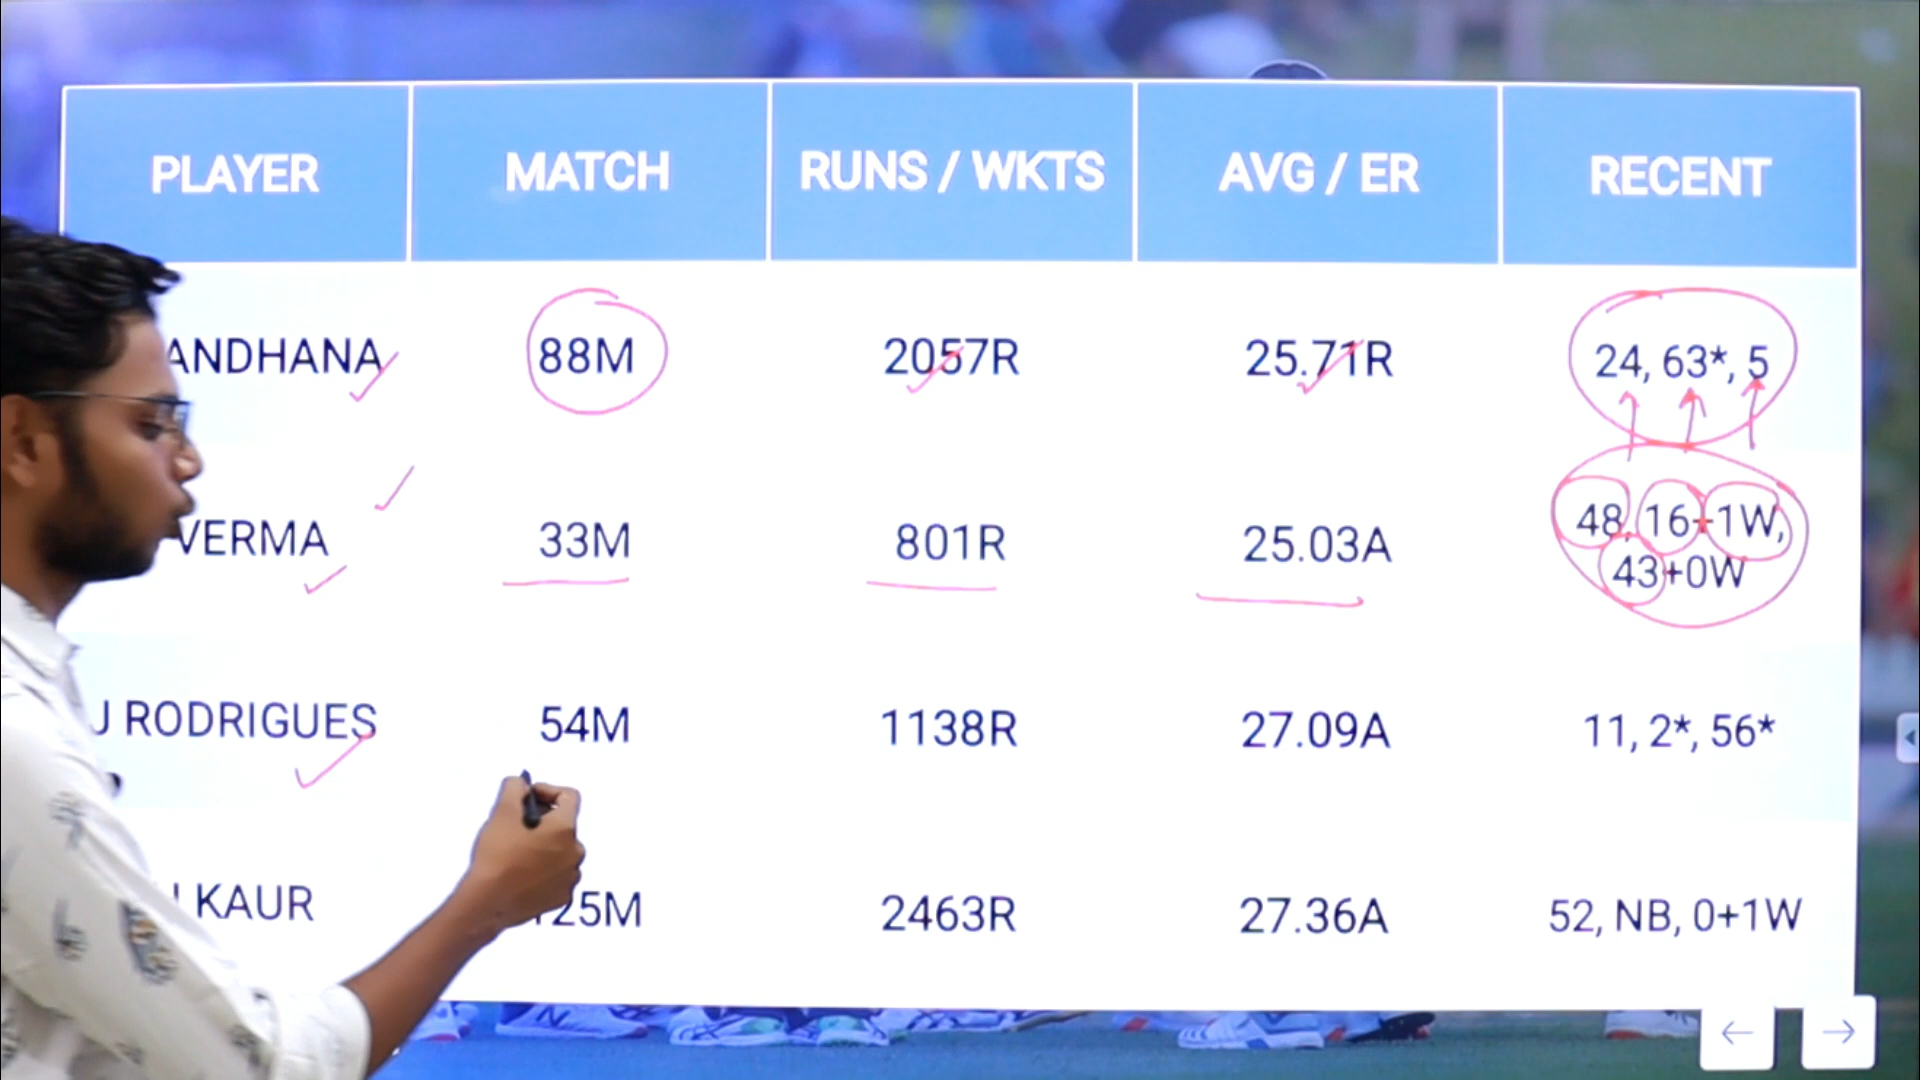 PLAYER MATCH RUNS / WKTS AVG / ER RECENT
ANDHANA 88M 2057R 25.71R 24, 63*, 5
VERMA 33M 801R 25.03A 48, 16+1W,
43+0W
J RODRIGUES 54M 1138R 27.09A 11, 2*, 56*
KAUR 25M 2463R 27.36A 52, NB, 0+1W